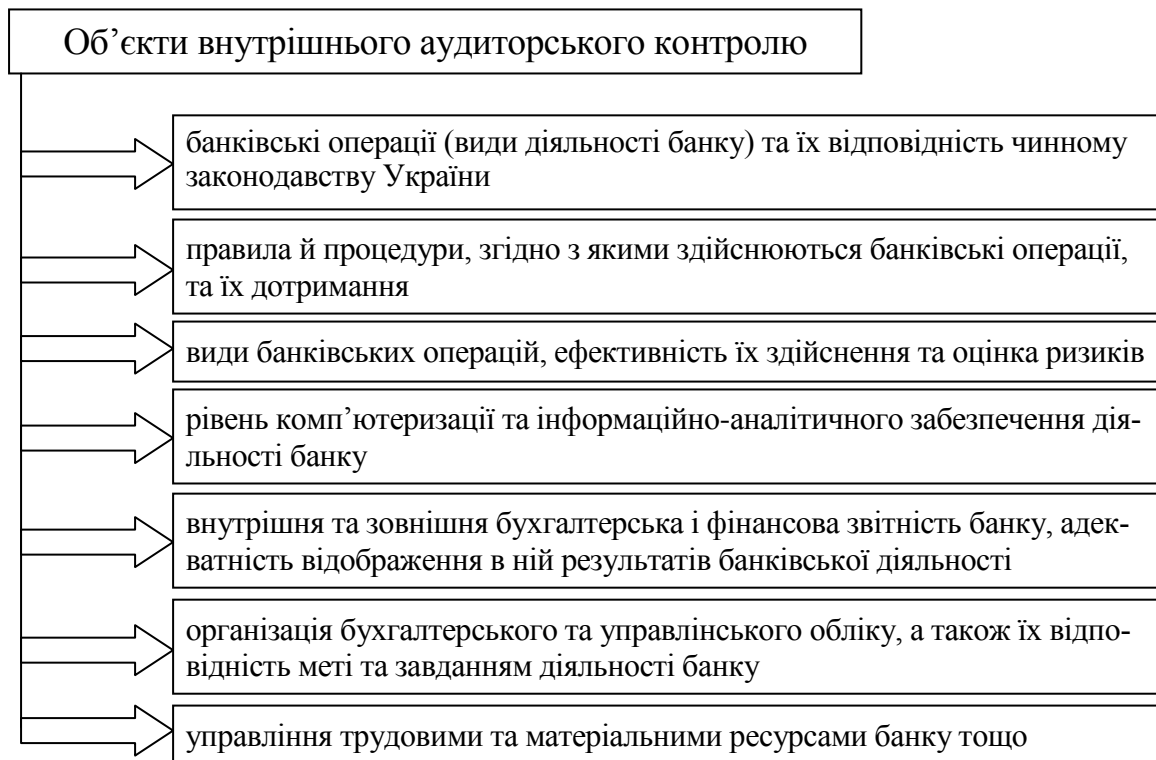 Об’єкти внутрішнього аудиторського контролю
банківські операції (види діяльності банку) та їх відповідність чинному
законодавству України
правила й процедури, згідно з якими здійснюються банківські операції,
та їх дотримання
види банківських операцій, ефективність їх здійснення та оцінка ризиків
рівень комп’ютеризації та інформаційно-аналітичного забезпечення дія-
льності банку
внутрішня та зовнішня бухгалтерська і фінансова звітність банку, адек-
ватність відображення в ній результатів банківської діяльності
організація бухгалтерського та управлінського обліку, а також їх відпо-
відність меті та завданням діяльності банку
управління трудовими та матеріальними ресурсами банку тощо